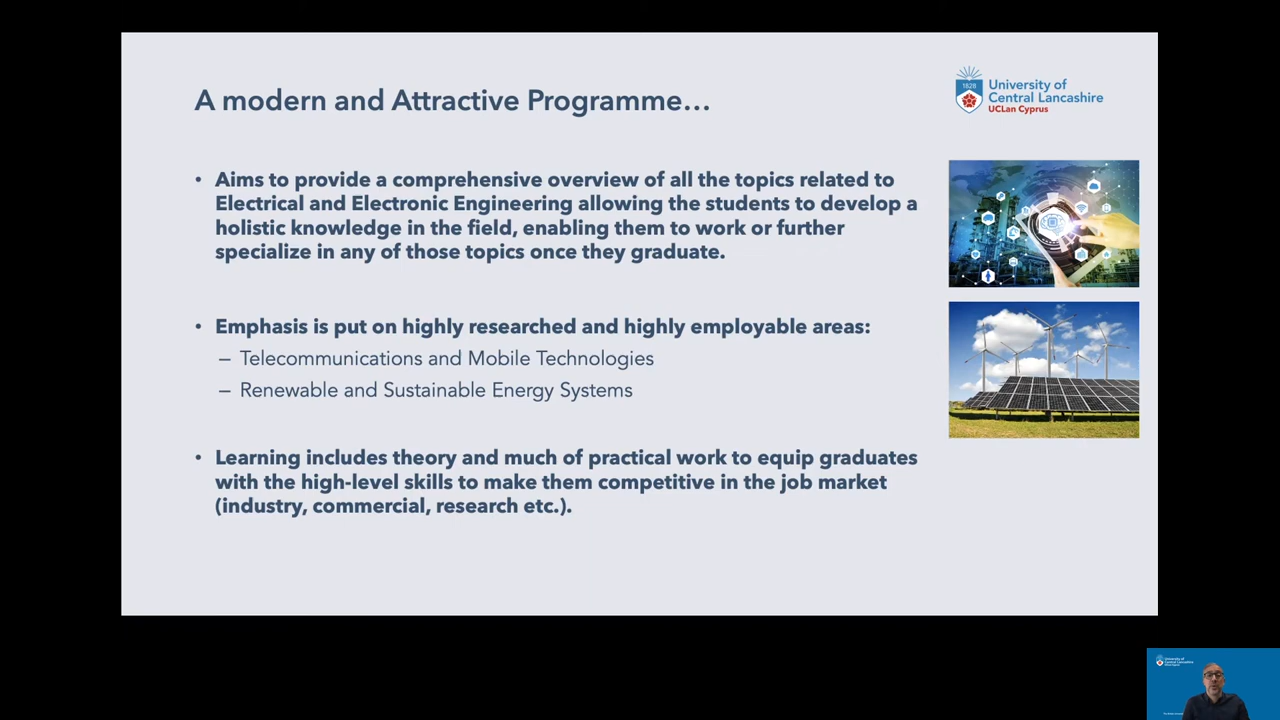 A modern and Attractive Programme...
1828
University of
Central Lancashire
UCLan Cyprus
• Aims to provide a comprehensive overview of all the topics related to
Electrical and Electronic Engineering allowing the students to develop a
holistic knowledge in the field, enabling them to work or further
specialize in any of those topics once they graduate.
• Emphasis is put on highly researched and highly employable areas:
– Telecommunications and Mobile Technologies
– Renewable and Sustainable Energy Systems
• Learning includes theory and much of practical work to equip graduates
with the high-level skills to make them competitive in the job market
(industry, commercial, research etc.).
University of
Central Lancashire